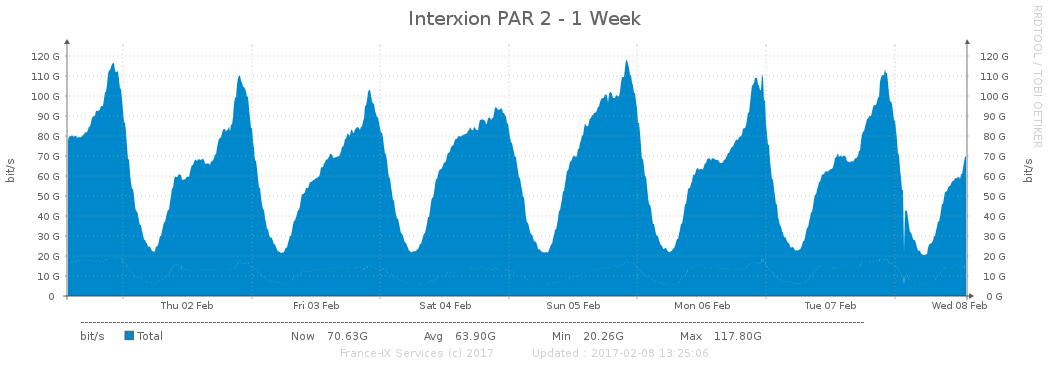 Interxion PAR 2 - 1 Week
RRDTOOL / TOBI OETIKER
bit/s
120 G
110 G
100 G
90 G
80 G
70 G
60 G
50 G
40 G
30 G
20 G
10 G
0
120 G
110 G
100 G
90 G
80 G
70 G
60 G
50 G
40 G
30 G
20 G
10 G
0 G
bit/s
Thu 02 Feb Fri 03 Feb Sat 04 Feb Sun 05 Feb Mon 06 Feb Tue 07 Feb Wed 08 Feb
bit/s Total Now 70.63G Avg 63.90G Min 20.26G Max 117.80G
France-IX Services (c) 2017 Updated : 2017-02-08 13:25:06